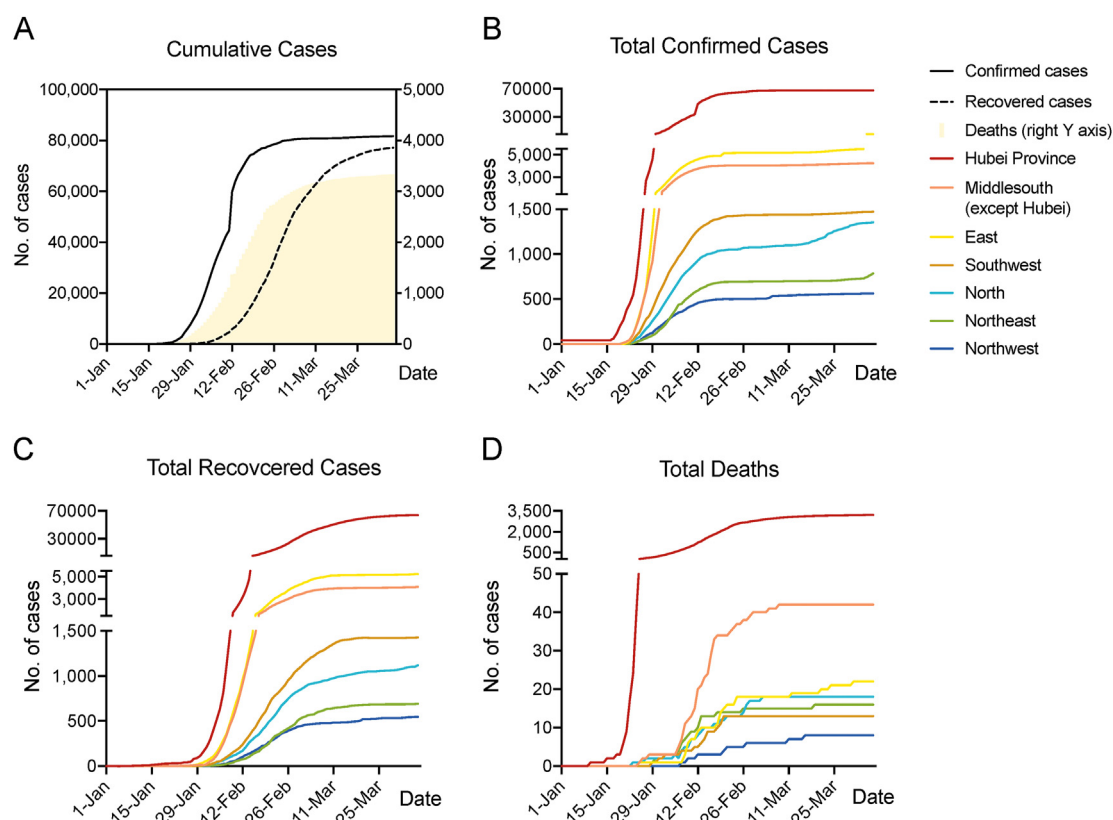 A
Cumulative Cases
No. of cases
100,000
80,000
60,000
40,000
20,000
0
5,000
4,000
3,000
2,000
1,000
0
1-Jan
15-Jan
29-Jan
12-Feb
26-Feb
11-Mar
25-Mar
Date
B
Total Confirmed Cases
No. of cases
70000
30000
5,000
3,000
1,500
1,000
500
0
1-Jan
15-Jan
29-Jan
12-Feb
26-Feb
11-Mar
25-Mar
Date
Confirmed cases
Recovered cases
Deaths (right Y axis)
Hubei Province
Middlesouth
(except Hubei)
East
Southwest
North
Northeast
Northwest
C
Total Recovcered Cases
No. of cases
70000
30000
5,000
3,000
1,500
1,000
500
0
1-Jan
15-Jan
29-Jan
12-Feb
26-Feb
11-Mar
25-Mar
Date
D
Total Deaths
No. of cases
3,500
2,000
500
50
40
30
20
10
0
1-Jan
15-Jan
29-Jan
12-Feb
26-Feb
11-Mar
25-Mar
Date